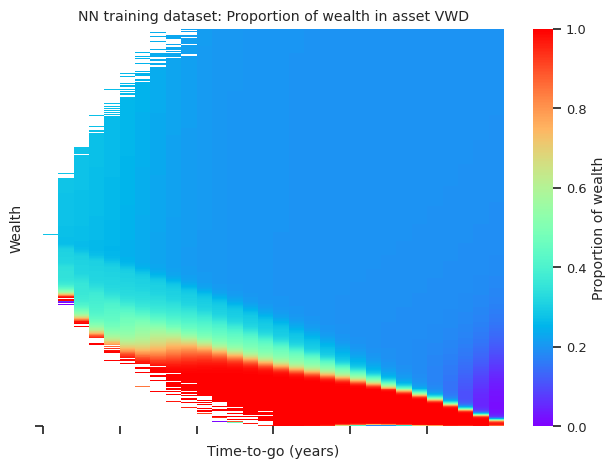 NN training dataset: Proportion of wealth in asset VWD
Wealth
Time-to-go (years)
1.0
0.8
0.6
0.4
0.2
0.0
Proportion of wealth